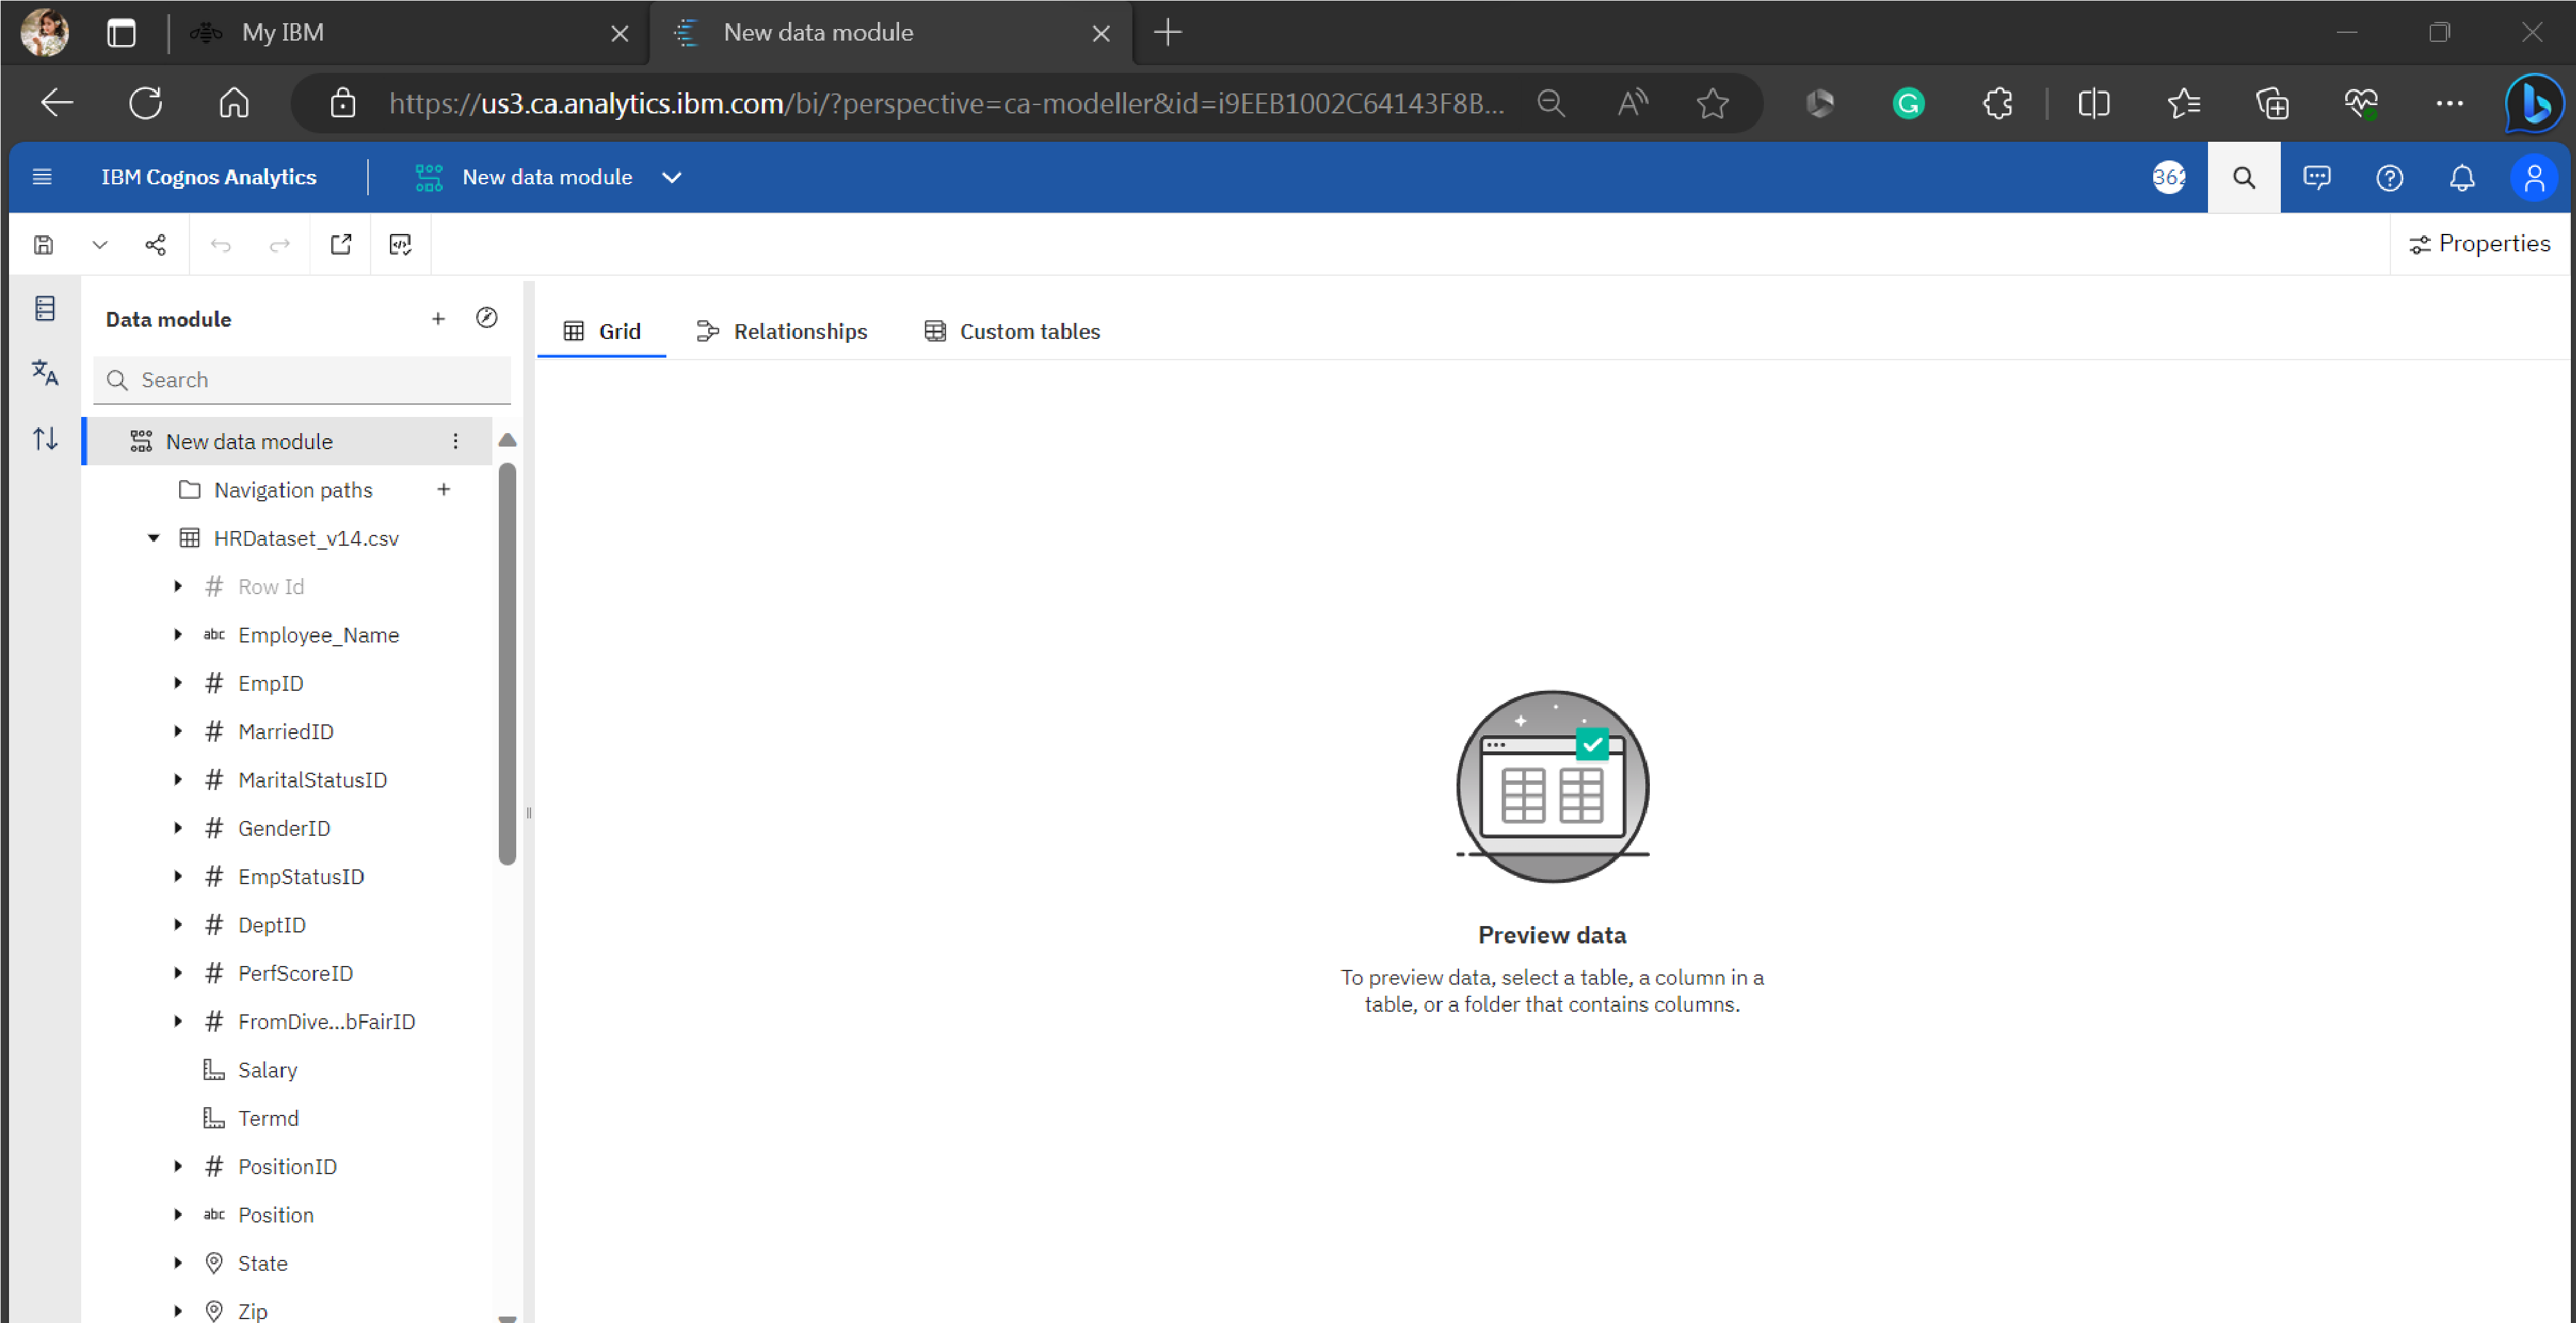 My IBM
New data module
https://us3.ca.analytics.ibm.com/bi/?perspective=ca-modeller&id=i9EEB1002C64143F8B...
IBM Cognos Analytics
New data module
362
Properties
Data module
Search
New data module
Navigation paths
HRDataset_v14.csv
# Row Id
abc Employee_Name
# EmpID
# MarriedID
# MaritalStatusID
# GenderID
# EmpStatusID
# DeptID
# PerfScoreID
# FromDive...bFairID
Salary
Termd
# PositionID
abc Position
State
Zip
Grid
Relationships
Custom tables
Preview data
To preview data, select a table, a column in a
table, or a folder that contains columns.